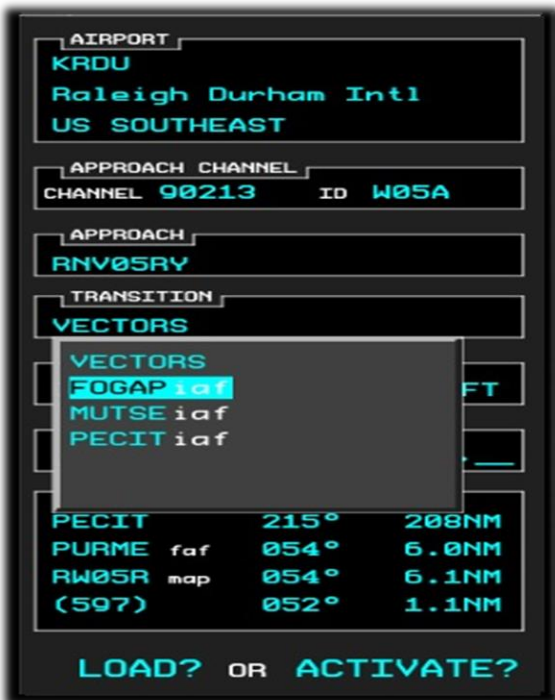 AIRPORT
KRDU
Raleigh Durham Intl
US SOUTHEAST
APPROACH CHANNEL
CHANNEL 90213 ID W05A
APPROACH
RNV05RY
TRANSITION
VECTORS
VECTORS
FOGAP iaf
MUTSE iaf
PECIT iaf
FT
PECIT 215° 208NM
PURME faf 054° 6.0NM
RW05R map 054° 6.1NM
(597) 052° 1.1NM
LOAD? OR ACTIVATE?